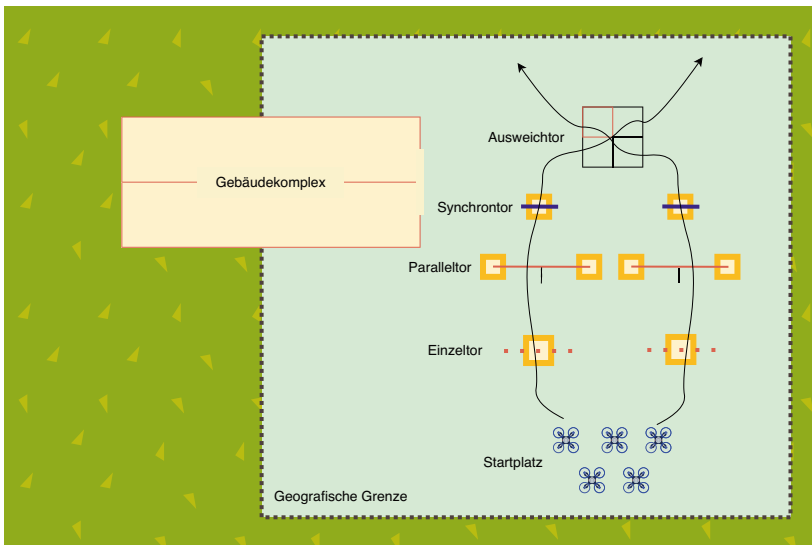 Ausweichtor
Gebäudekomplex
Synchrontor
Paralleltor
Einzeltor
Startplatz
Geografische Grenze